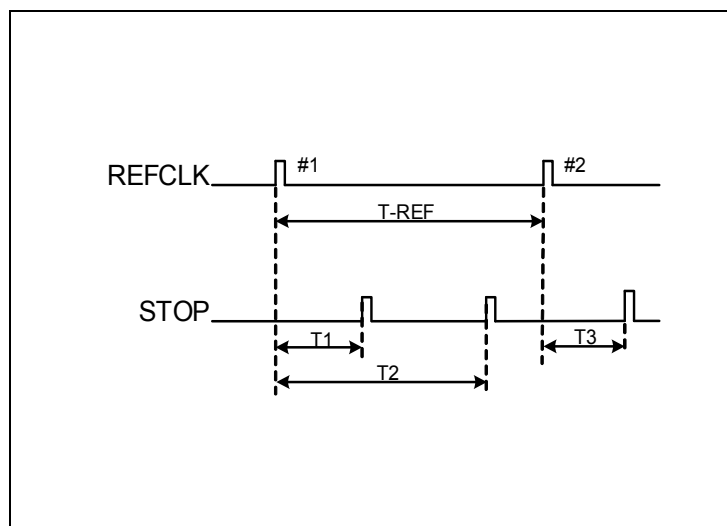 REFCLK
#1
#2
T-REF
STOP
T1
T3
T2